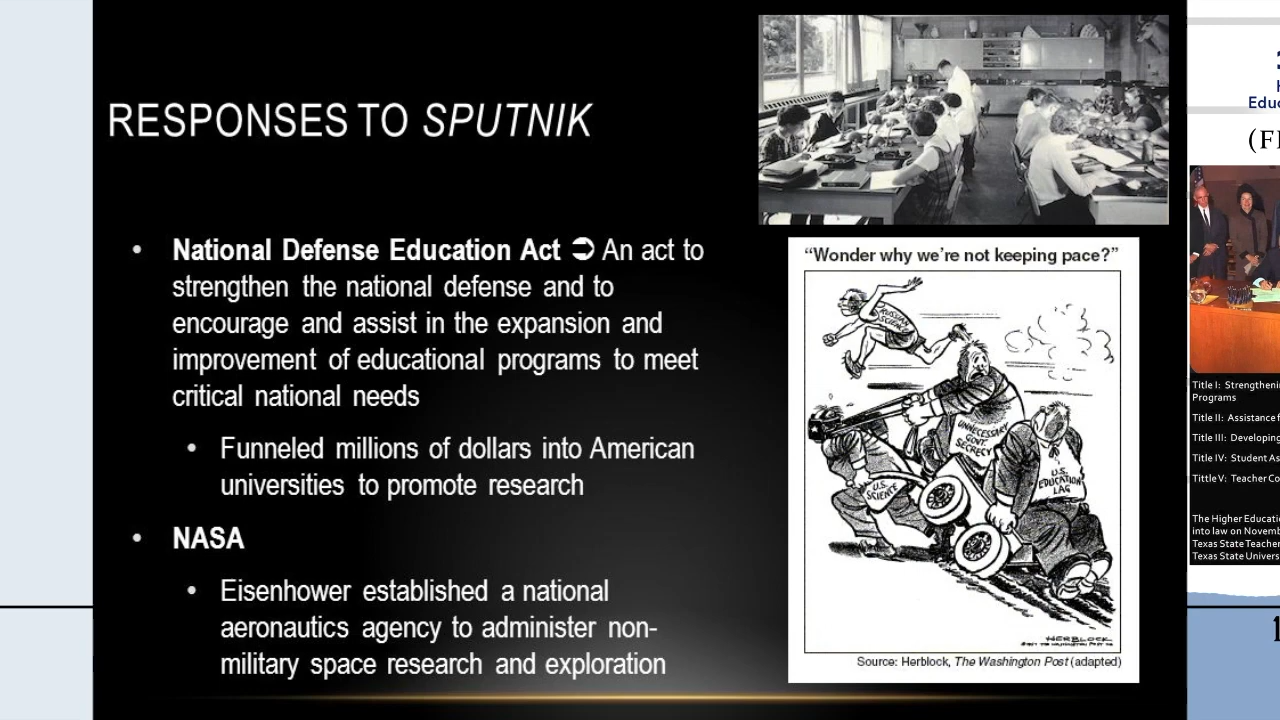 RESPONSES TO SPUTNIK
• National Defense Education Act ➲ An act to
strengthen the national defense and to
encourage and assist in the expansion and
improvement of educational programs to meet
critical national needs
• Funneled millions of dollars into American
universities to promote research
• NASA
• Eisenhower established a national
aeronautics agency to administer non-
military space research and exploration
“Wonder why we’re not keeping pace?”
RUSSIAN
SCIENCE
UNNECESSARY
GOVT.
SECRECY
U.S.
SCIENCE
U.S.
EDUCATION
LAG
HERBLOCK
Source: Herblock, The Washington Post (adapted)
Educ
(FI
Title I: Strengthenin
Programs
Title II: Assistance f
Title III: Developing
Title IV: Student As
Tittle V: Teacher Co
The Higher Educatio
into law on Novemb
Texas State Teacher
Texas State Univers